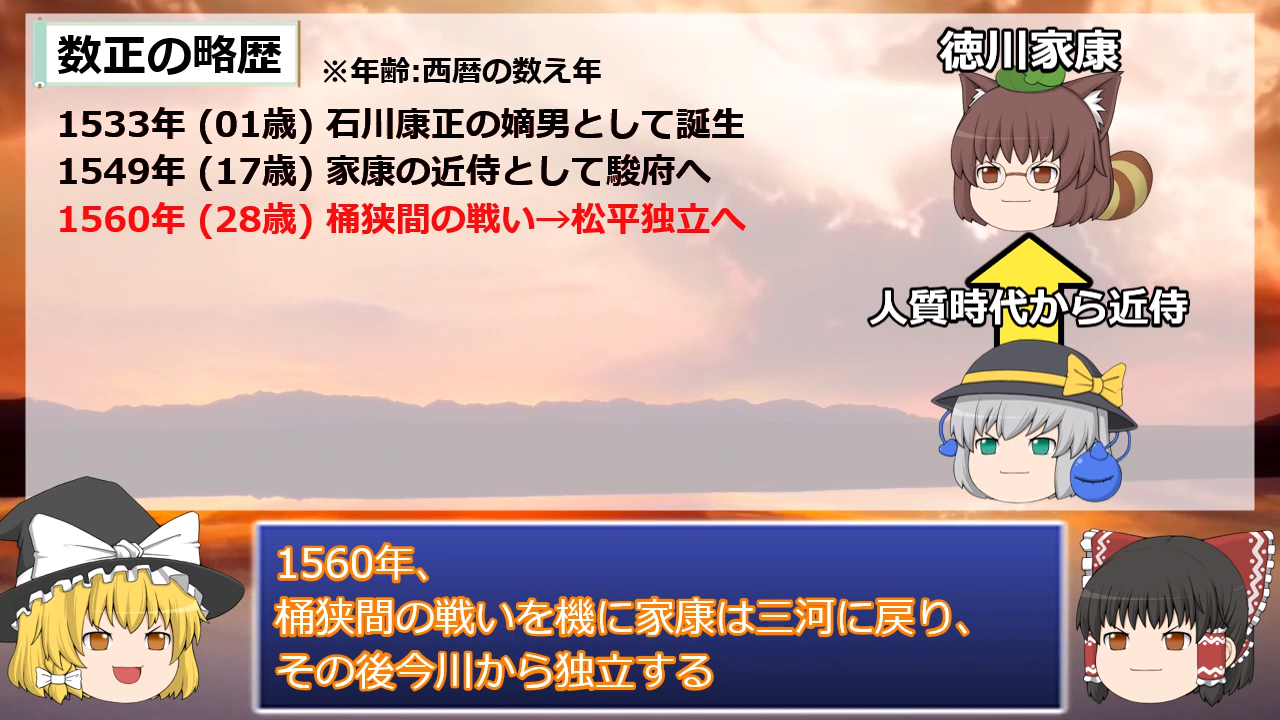 数正の略歴
※年齢:西暦の数え年
1533年 (01歳) 石川康正の嫡男として誕生
1549年 (17歳) 家康の近侍として駿府へ
1560年 (28歳) 桶狭間の戦い→松平独立へ
徳川家康
人質時代から近侍
1560年、
桶狭間の戦いを機に家康は三河に戻り、
その後今川から独立する